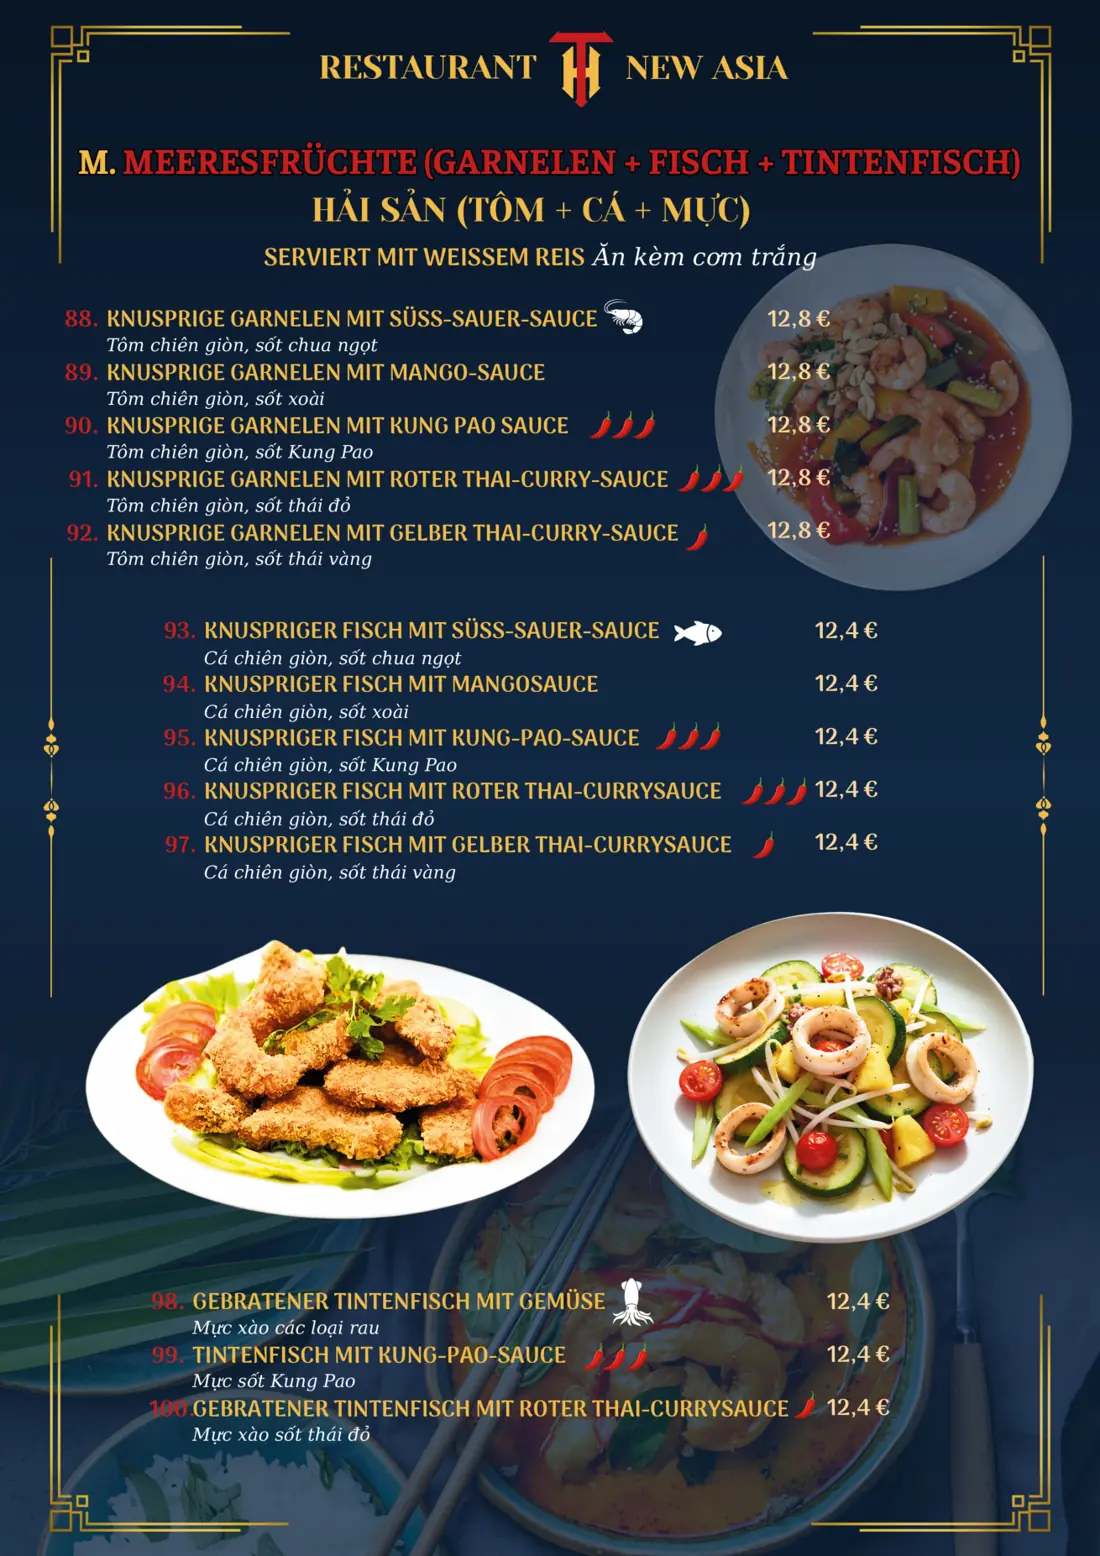 RESTAURANT TH NEW ASIA
M. MEERESFRÜCHTE (GARNELEN + FISCH + TINTENFISCH)
HẢI SẢN (TÔM + CÁ + MỰC)
SERVIERT MIT WEISSEM REIS Ăn kèm cơm trắng
88. KNUSPRIGE GARNELEN MIT SÜSS-SAUER-SAUCE 12,8 €
Tôm chiên giòn, sốt chua ngọt
89. KNUSPRIGE GARNELEN MIT MANGO-SAUCE 12,8 €
Tôm chiên giòn, sốt xoài
90. KNUSPRIGE GARNELEN MIT KUNG PAO SAUCE 12,8 €
Tôm chiên giòn, sốt Kung Pao
91. KNUSPRIGE GARNELEN MIT ROTER THAI-CURRY-SAUCE 12,8 €
Tôm chiên giòn, sốt thái đỏ
92. KNUSPRIGE GARNELEN MIT GELBER THAI-CURRY-SAUCE 12,8 €
Tôm chiên giòn, sốt thái vàng
93. KNUSPRIGER FISCH MIT SÜSS-SAUER-SAUCE 12,4 €
Cá chiên giòn, sốt chua ngọt
94. KNUSPRIGER FISCH MIT MANGOSAUCE 12,4 €
Cá chiên giòn, sốt xoài
95. KNUSPRIGER FISCH MIT KUNG-PAO-SAUCE 12,4 €
Cá chiên giòn, sốt Kung Pao
96. KNUSPRIGER FISCH MIT ROTER THAI-CURRYSAUCE 12,4 €
Cá chiên giòn, sốt thái đỏ
97. KNUSPRIGER FISCH MIT GELBER THAI-CURRYSAUCE 12,4 €
Cá chiên giòn, sốt thái vàng
98. GEBRATENER TINTENFISCH MIT GEMÜSE 12,4 €
Mực xào các loại rau
99. TINTENFISCH MIT KUNG-PAO-SAUCE 12,4 €
Mực sốt Kung Pao
100. GEBRATENER TINTENFISCH MIT ROTER THAI-CURRYSAUCE 12,4 €
Mực xào sốt thái đỏ